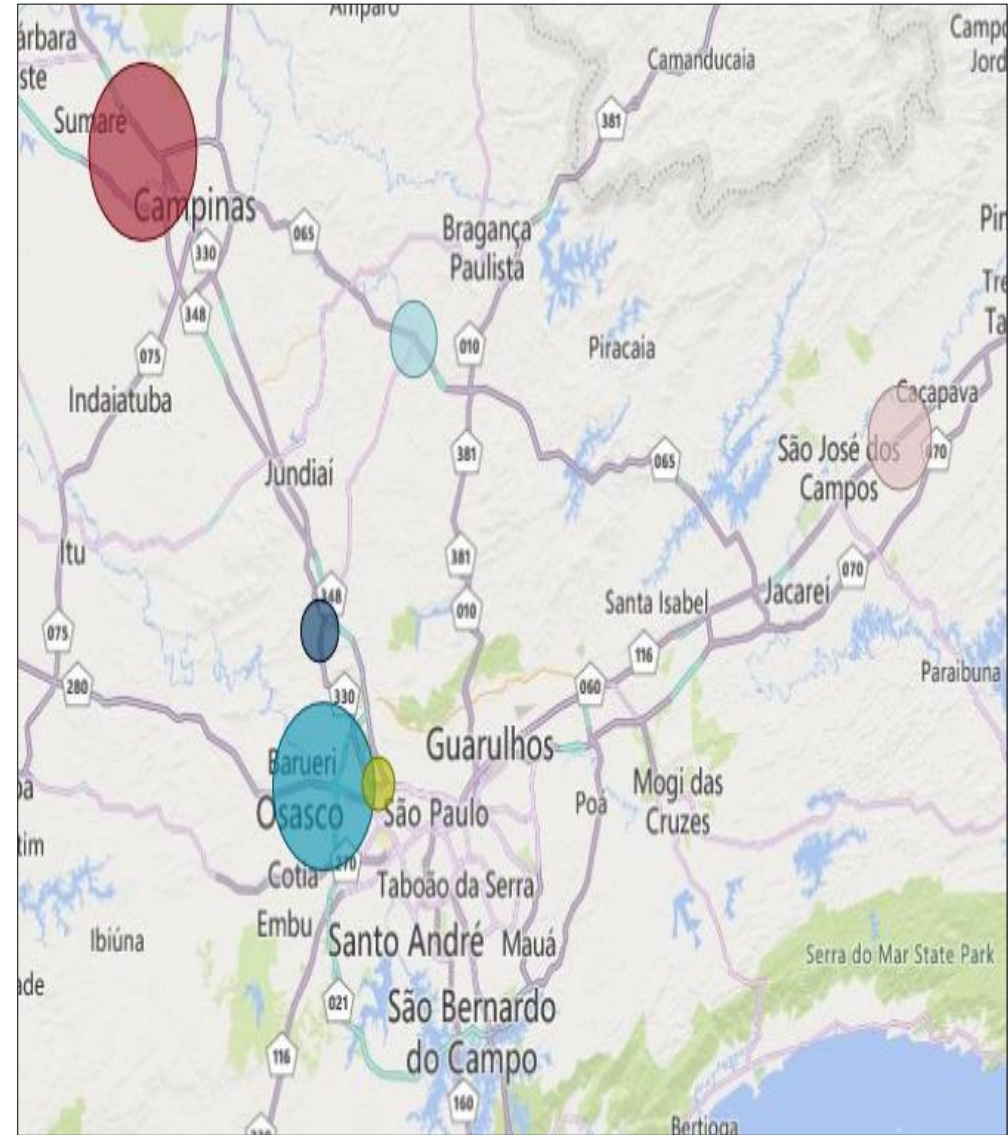 Amparo
árbara
ste
Campo
Jord
Camanducaia
Sumaré
381
Campinas
065
330
Bragança
Paulista
Pir
Tre
Ta
348
010
075
Piracaia
Indaiatuba
Caçapava
381
065
São José dos
Campos
070
Jundiaí
Itu
381
070
348
010
Santa Isabel
Jacareí
075
116
Paraibuna
280
330
060
Guarulhos
Barueri
Osasco
São Paulo
Poá
Mogi das
Cruzes
ba
tim
270
Cotia
Taboão da Serra
Embu
Ibiúna
Santo André
Mauá
Serra do Mar State Park
ade
021
São Bernardo
do Campo
116
160
Bertioga